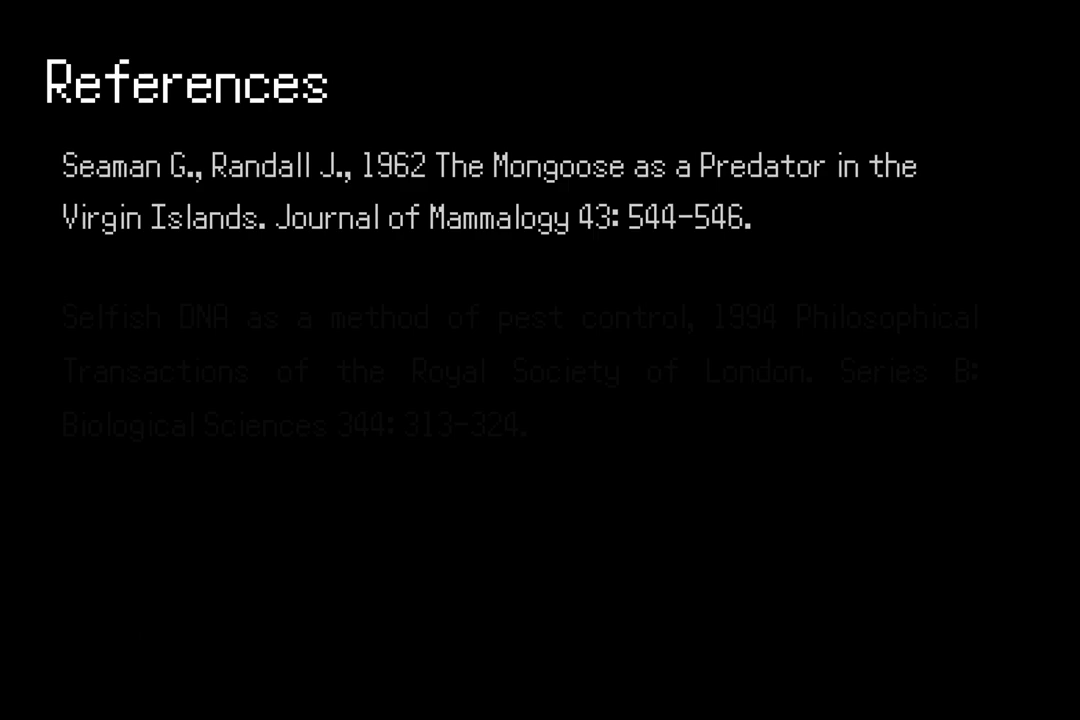 References
Seaman G., Randall J., 1962 The Mongoose as a Predator in the
Virgin Islands. Journal of Mammalogy 43: 544-546.
Selfish DNA as a method of pest control, 1994 Philosophical
Transactions of the Royal Society of London. Series B:
Biological Sciences 344: 313-324.